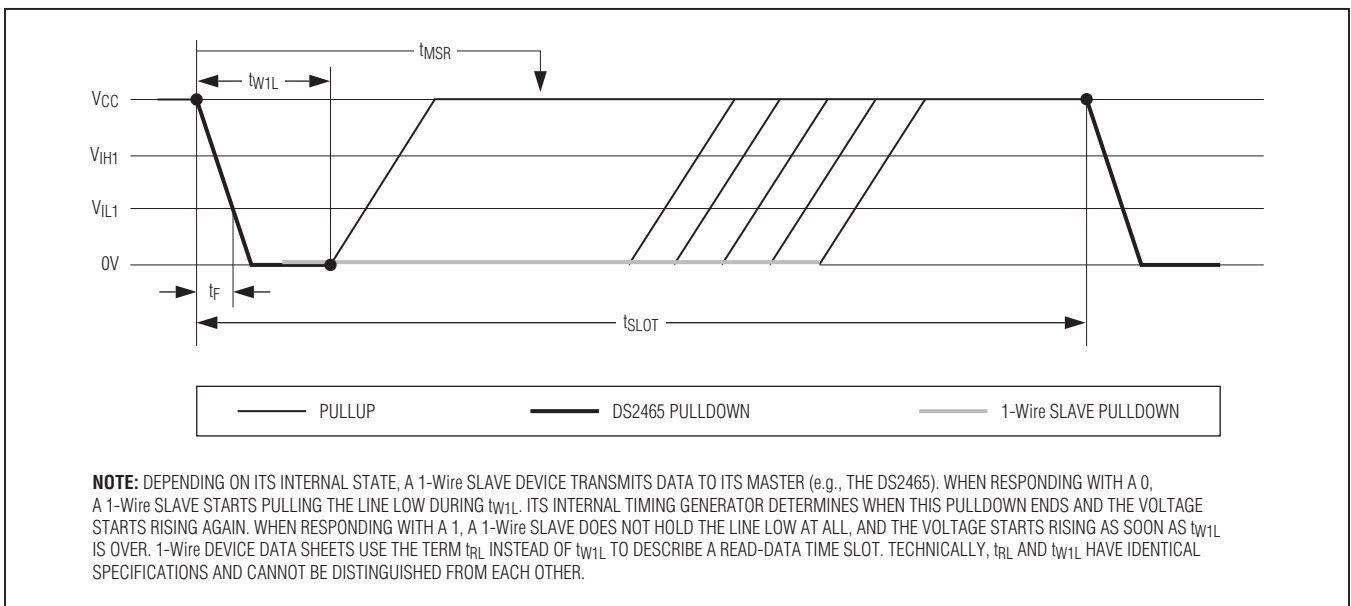 tMSR
tW1L
VCC
VIH1
VIL1
0V
tF
tSLOT
PULLUP DS2465 PULLDOWN 1-Wire SLAVE PULLDOWN
NOTE: DEPENDING ON ITS INTERNAL STATE, A 1-Wire SLAVE DEVICE TRANSMITS DATA TO ITS MASTER (e.g., THE DS2465). WHEN RESPONDING WITH A 0,
A 1-Wire SLAVE STARTS PULLING THE LINE LOW DURING tW1L. ITS INTERNAL TIMING GENERATOR DETERMINES WHEN THIS PULLDOWN ENDS AND THE VOLTAGE
STARTS RISING AGAIN. WHEN RESPONDING WITH A 1, A 1-Wire SLAVE DOES NOT HOLD THE LINE LOW AT ALL, AND THE VOLTAGE STARTS RISING AS SOON AS tW1L
IS OVER. 1-Wire DEVICE DATA SHEETS USE THE TERM tRL INSTEAD OF tW1L TO DESCRIBE A READ-DATA TIME SLOT. TECHNICALLY, tRL AND tW1L HAVE IDENTICAL
SPECIFICATIONS AND CANNOT BE DISTINGUISHED FROM EACH OTHER.